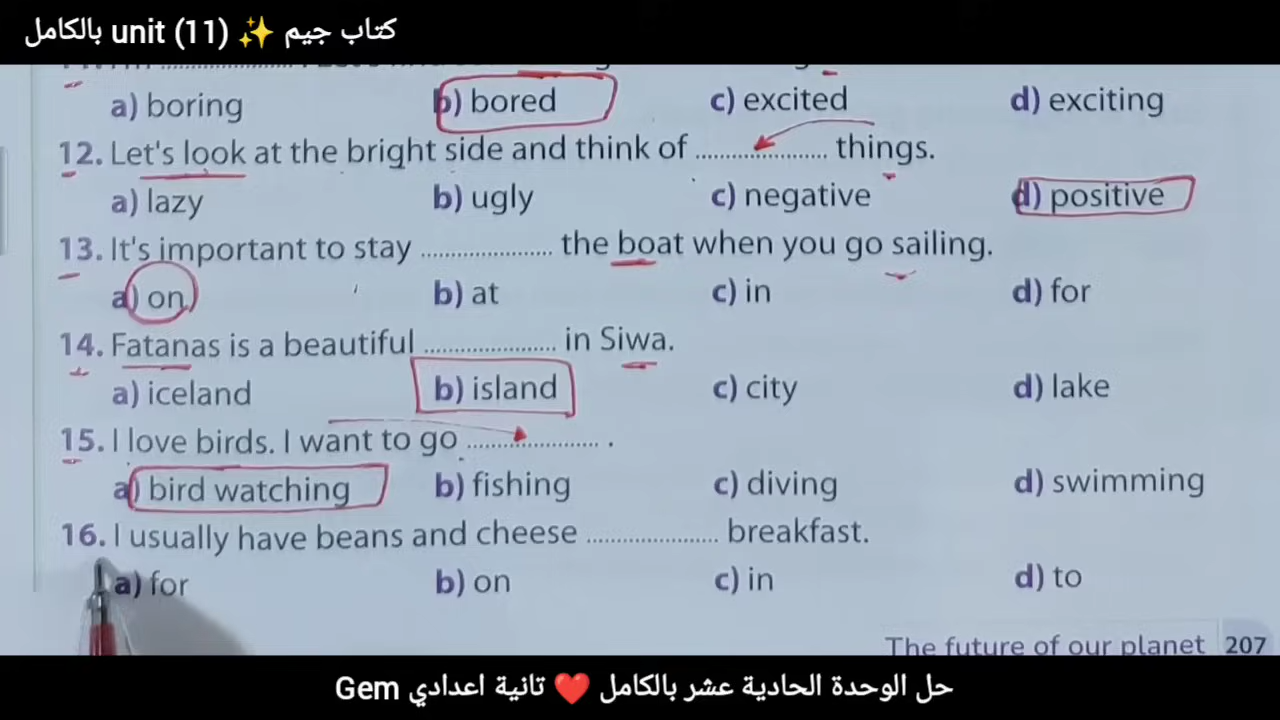 كتاب جيم ✨ unit (11) بالكامل
a) boring b) bored c) excited d) exciting
12. Let's look at the bright side and think of .................... things.
a) lazy b) ugly c) negative d) positive
13. It's important to stay .................... the boat when you go sailing.
a) on b) at c) in d) for
14. Fatanas is a beautiful .................... in Siwa.
a) iceland b) island c) city d) lake
15. I love birds. I want to go .................... .
a) bird watching b) fishing c) diving d) swimming
16. I usually have beans and cheese .................... breakfast.
a) for b) on c) in d) to
The future of our planet 207
حل الوحدة الحادية عشر بالكامل ❤️ تانية اعدادي Gem